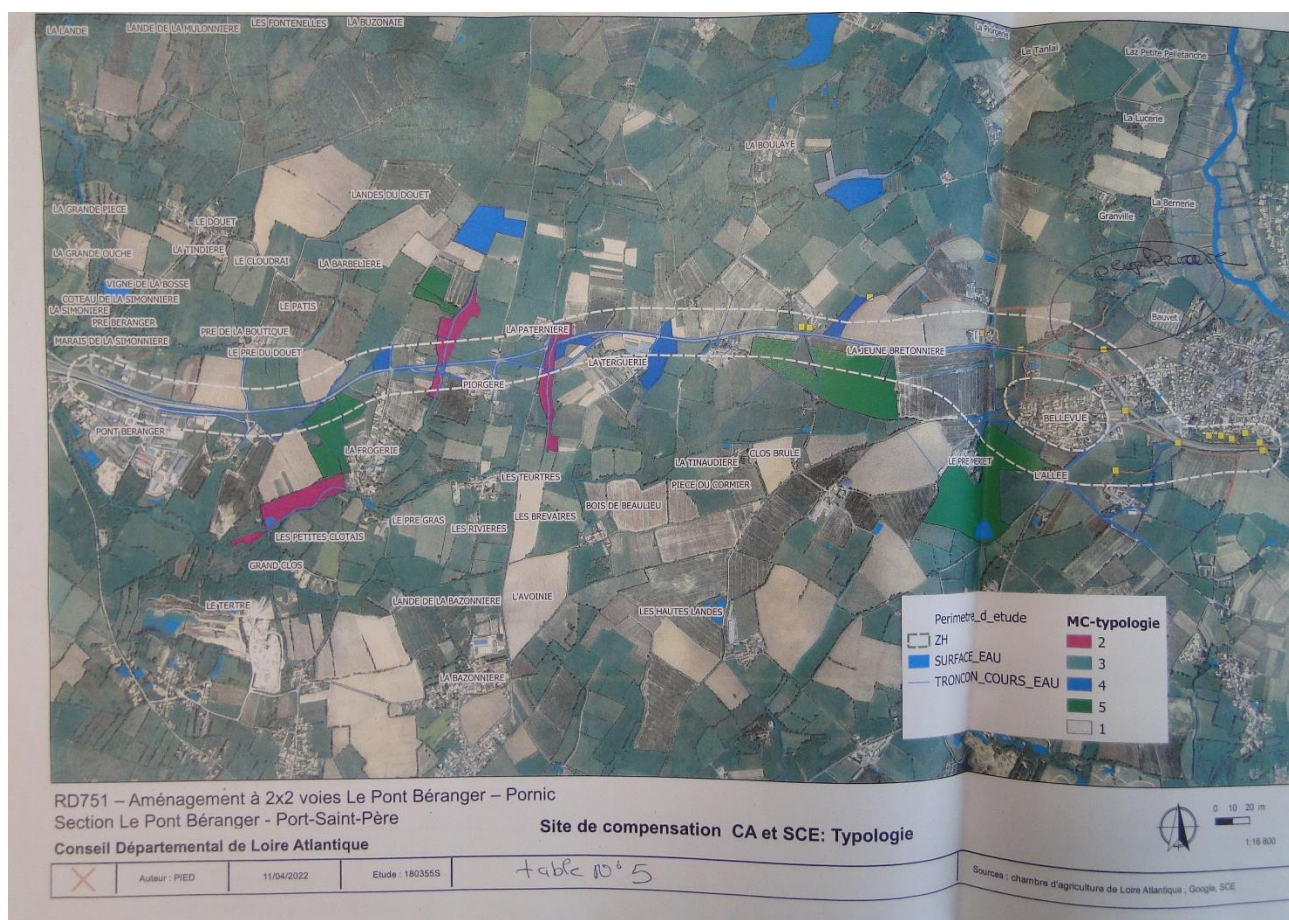 LA LANDE
LANDE DE LA MULONNIERE
LES FONTENELLES
LA BUZONAIE
La Piorgerie
Le Tanlai
Laz Petite Pelletanche
La Lucerie
LA BOULAYE
LANDES DU DOUET
LA GRANDE PIECE
LE DOUET
La Bernerie
Granville
LA GRANDE OUCHE
LA TINDIERE
LE CLOUDRAI
LA BARBELIERE
VIGNE DE LA BOSSE
COTEAU DE LA SIMONNIERE
LA SIMONIERE
LE PATIS
PRE BERANGER
PRE DE LA BOUTIQUE
LA PATERNIERE
Bauvet
MARAIS DE LA SIMONNIERE
LE PRE DU DOUET
LA JEUNE BRETONNIERE
LA TERGUERIE
PIORGERE
BELLEVUE
PONT BERANGER
LA FROGERIE
CLOS BRULE
LA TINAUDIERE
LE PRE MERET
L'ALLEE
LES TEURTRES
PIECE DU CORMIER
BOIS DE BEAULIEU
LES BREVAIRES
LE PRE GRAS
LES RIVIERES
LES PETITES CLOTAIS
GRAND CLOS
LE TERTRE
LANDE DE LA BAZONNIERE
L'AVOINIE
LES HAUTES LANDES
LA BAZONNIERE
Perimetre_d_etude
ZH
SURFACE_EAU
TRONCON_COURS_EAU
MC-typologie
2
3
4
5
1
RD751 – Aménagement à 2x2 voies Le Pont Béranger – Pornic
Section Le Pont Béranger - Port-Saint-Père
Conseil Départemental de Loire Atlantique
Site de compensation CA et SCE: Typologie
0 10 20 m
1:16 800
Auteur : PIED
11/04/2022
Etude : 180355S
table N° 5
Sources : chambre d'agriculture de Loire Atlantique , Google, SCE